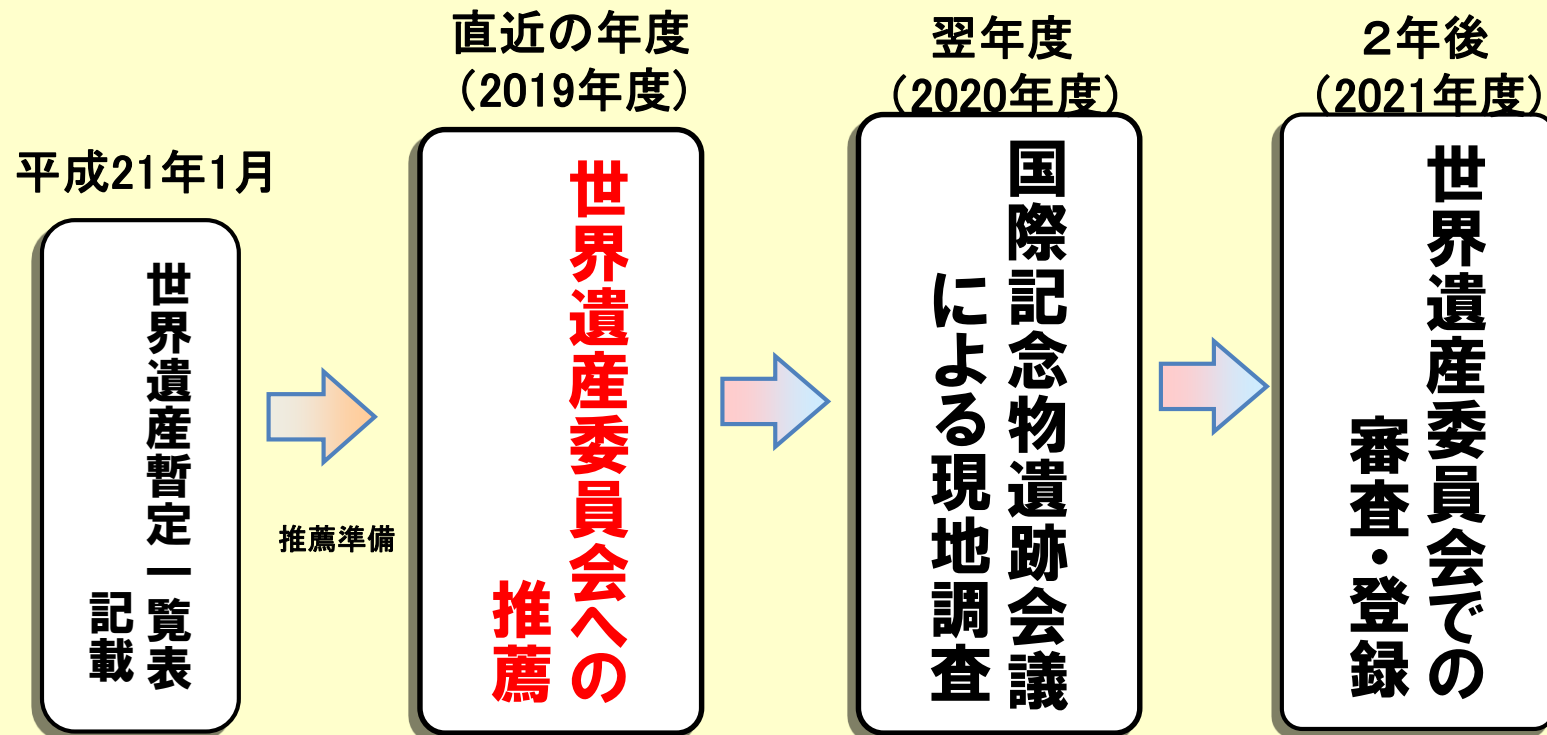 平成21年1月
世界遺産暫定一覧表
記載
推薦準備
直近の年度
（2019年度）
世界遺産委員会への
推薦
翌年度
（2020年度）
国際記念物遺跡会議
による現地調査
２年後
（2021年度）
世界遺産委員会での
審査・登録